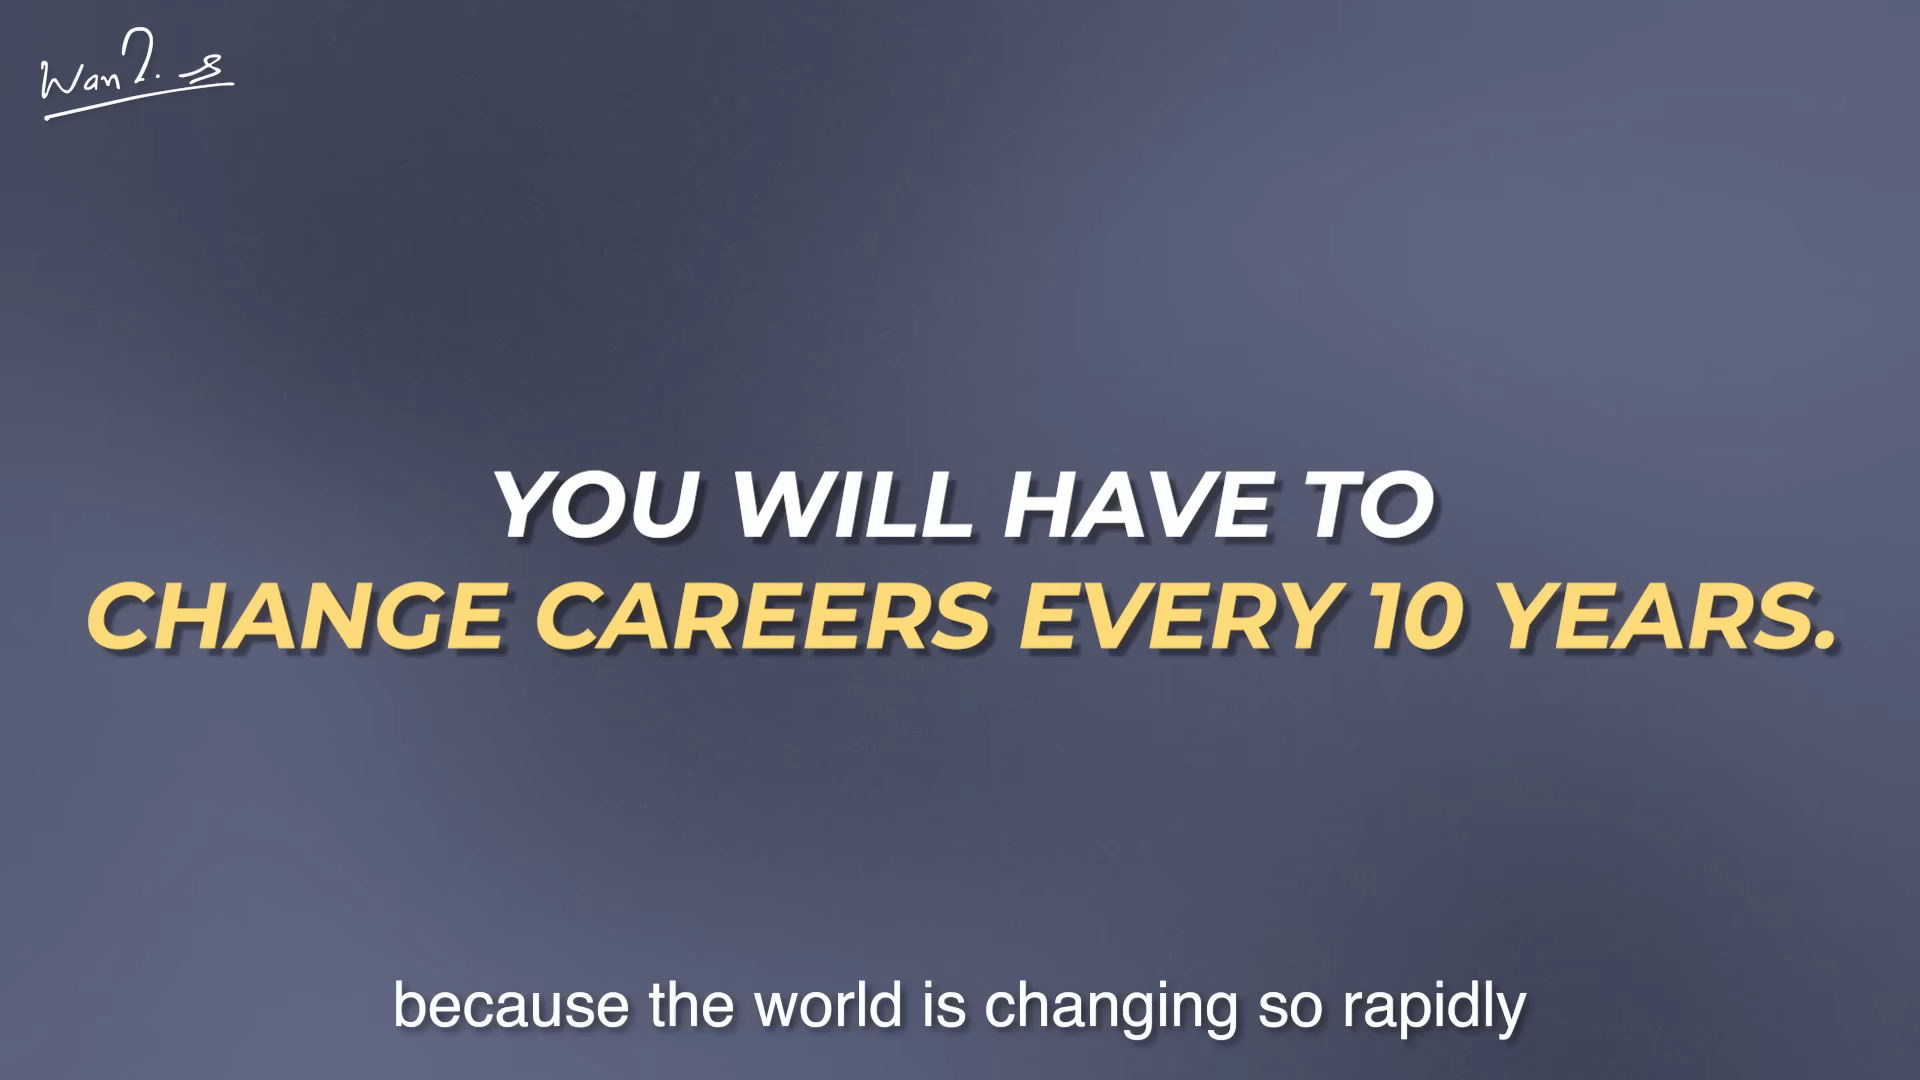 YOU WILL HAVE TO
CHANGE CAREERS EVERY 10 YEARS.
because the world is changing so rapidly